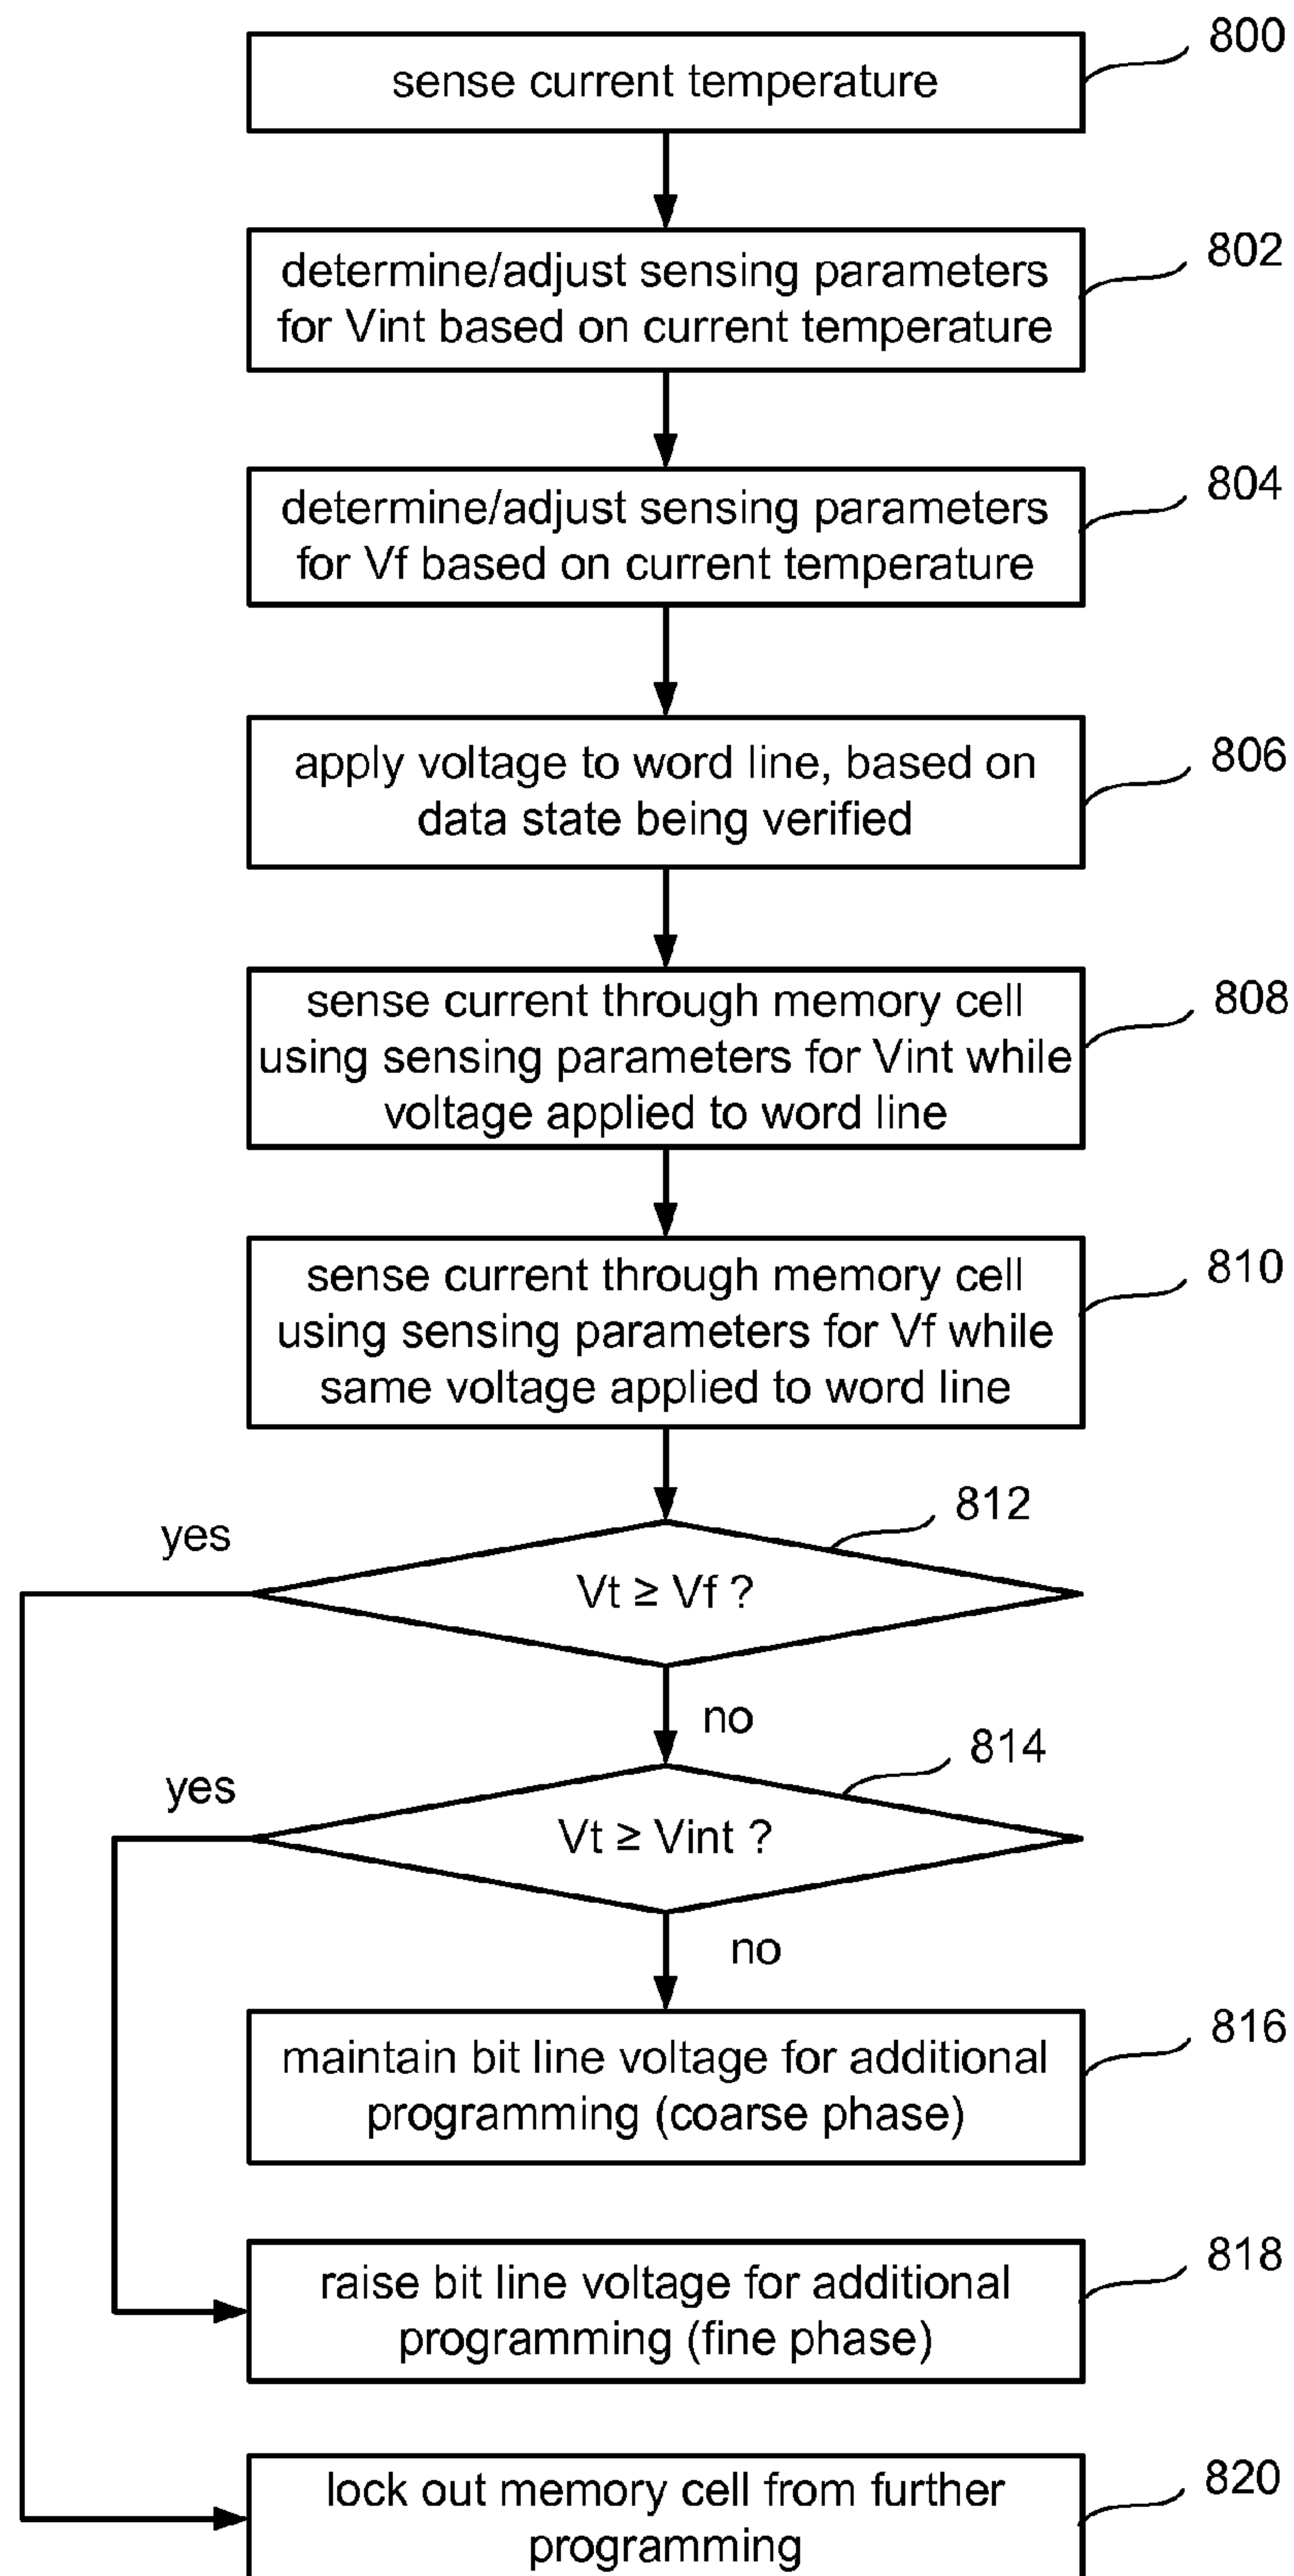 800
sense current temperature
802
determine/adjust sensing parameters
for Vint based on current temperature
804
determine/adjust sensing parameters
for Vf based on current temperature
806
apply voltage to word line, based on
data state being verified
808
sense current through memory cell
using sensing parameters for Vint while
voltage applied to word line
810
sense current through memory cell
using sensing parameters for Vf while
same voltage applied to word line
812
yes
Vt ≥ Vf ?
no
814
yes
Vt ≥ Vint ?
no
816
maintain bit line voltage for additional
programming (coarse phase)
818
raise bit line voltage for additional
programming (fine phase)
820
lock out memory cell from further
programming